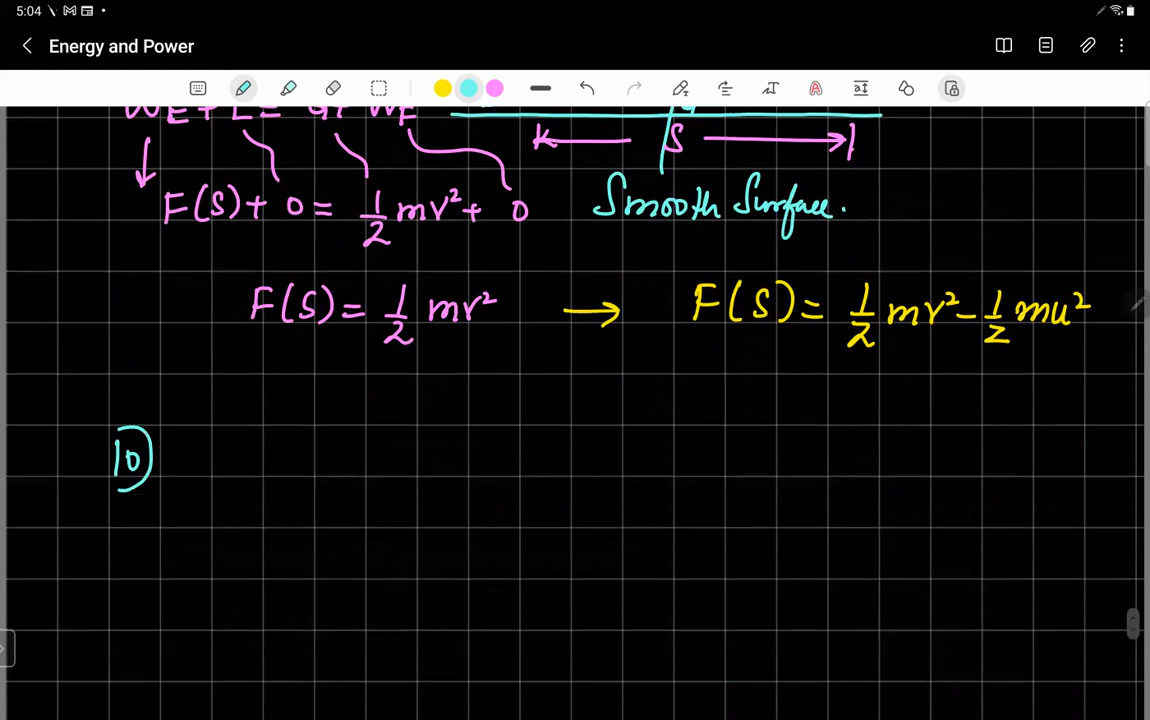 5:04
Energy and Power
S
F(S) + 0 = 1/2 mv² + 0
Smooth Surface.
F(S) = 1/2 mv² → F(S) = 1/2 mv² - 1/2 mu²
10)